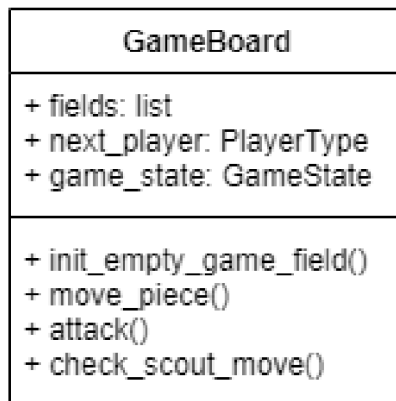 GameBoard
+ fields: list
+ next_player: PlayerType
+ game_state: GameState
+ init_empty_game_field()
+ move_piece()
+ attack()
+ check_scout_move()